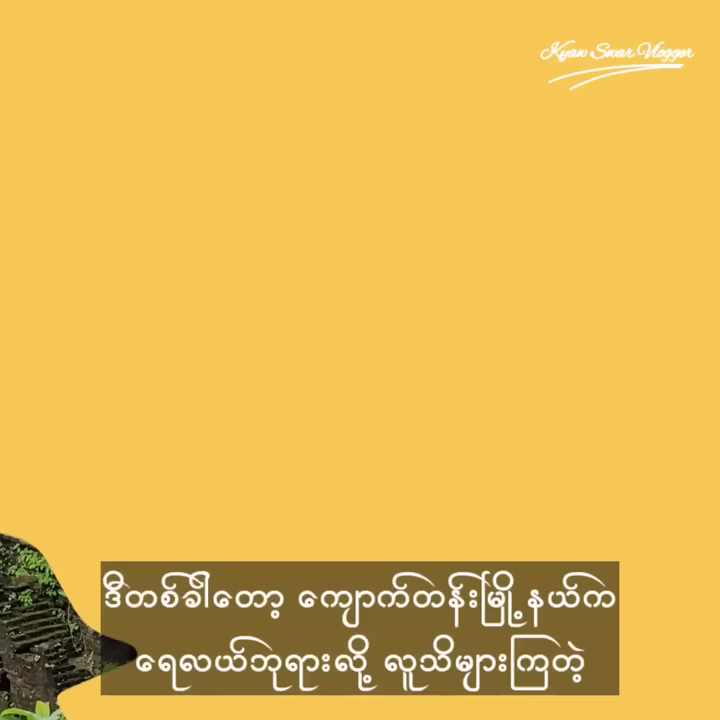 Kyaw Swar Vlogger
ဒီတစ်ခါတော့ ကျောက်တန်းမြို့နယ်က
ရေလယ်ဘုရားလို့ လူသိများကြတဲ့